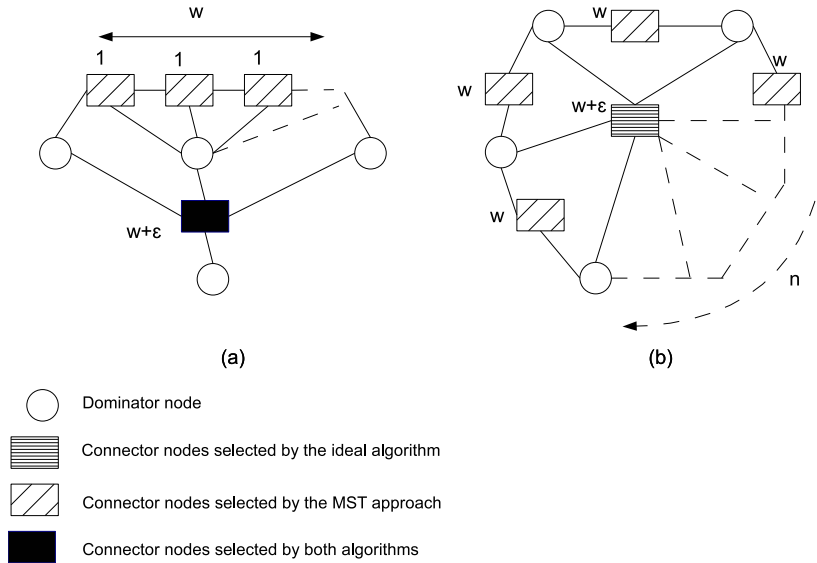 w
1 1 1
w+ε
(a)
w
w
w
w+ε
w
n
(b)
Dominator node
Connector nodes selected by the ideal algorithm
Connector nodes selected by the MST approach
Connector nodes selected by both algorithms